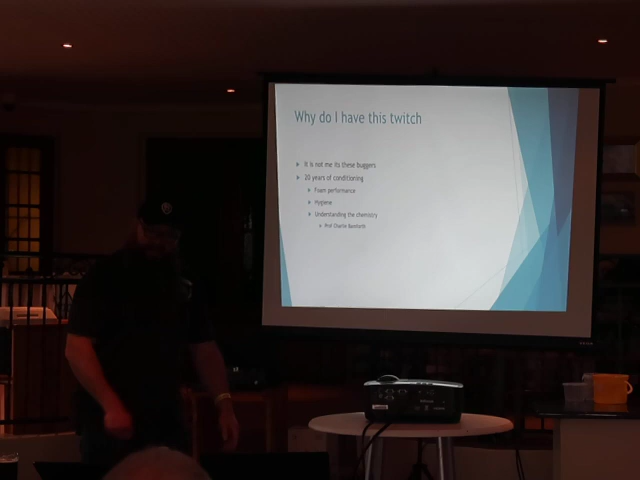 Why do I have this twitch
It is not me its these buggers
20 years of conditioning
Foam performance
Hygiene
Understanding the chemistry
Prof Charlie Bamforth